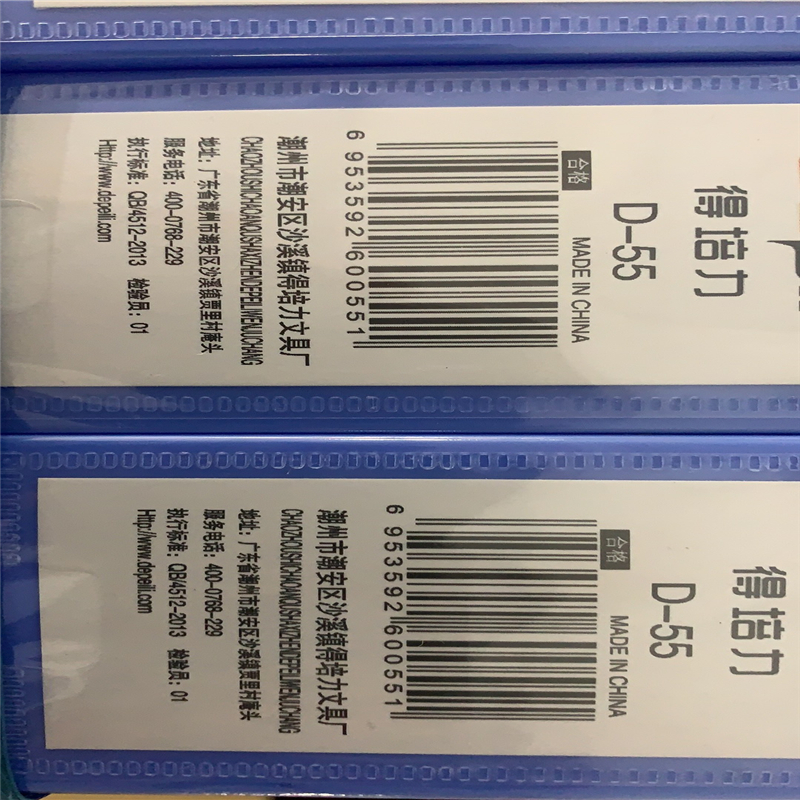 得培力
D-55
MADE IN CHINA
合格
6 953592 600551
潮州市潮安区沙溪镇得培力文具厂
CHAOZHOUSHICHAOANQUSHAXIZHENDEPEILIWENJUCHANG
地址：广东省潮州市潮安区沙溪镇贾里村庵头
服务电话：400-0768-229
执行标准：QB/4512-2013 检验员：01
Http://www.depeili.com
得培力
D-55
MADE IN CHINA
合格
6 953592 600551
潮州市潮安区沙溪镇得培力文具厂
CHAOZHOUSHICHAOANQUSHAXIZHENDEPEILIWENJUCHANG
地址：广东省潮州市潮安区沙溪镇贾里村庵头
服务电话：400-0768-229
执行标准：QB/4512-2013 检验员：01
Http://www.depeili.com